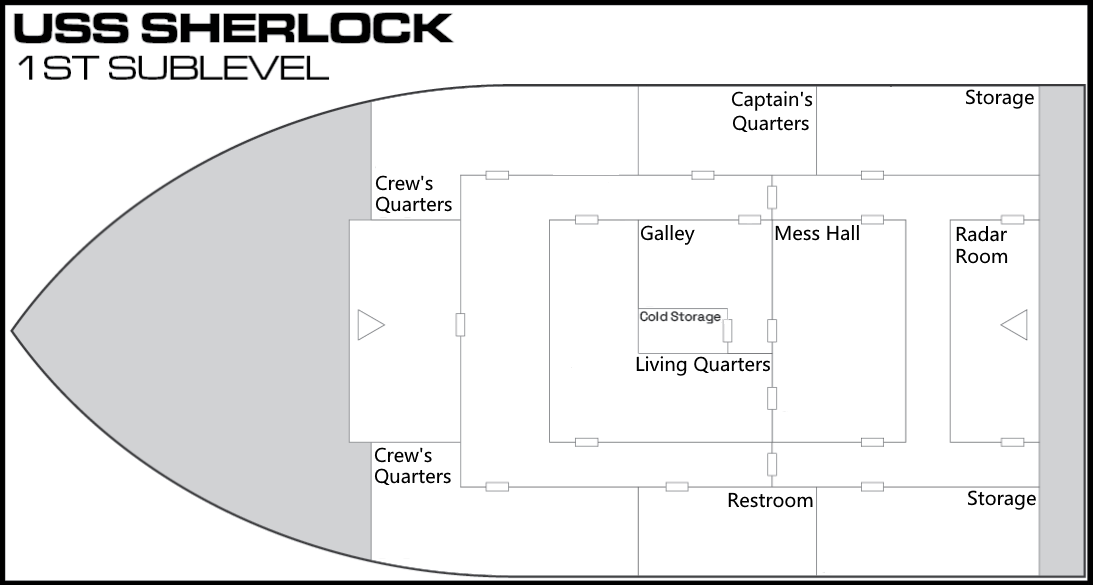 USS SHERLOCK
1ST SUBLEVEL
Captain's
Quarters
Storage
Crew's
Quarters
Galley
Mess Hall
Radar
Room
Cold Storage
Living Quarters
Crew's
Quarters
Restroom
Storage